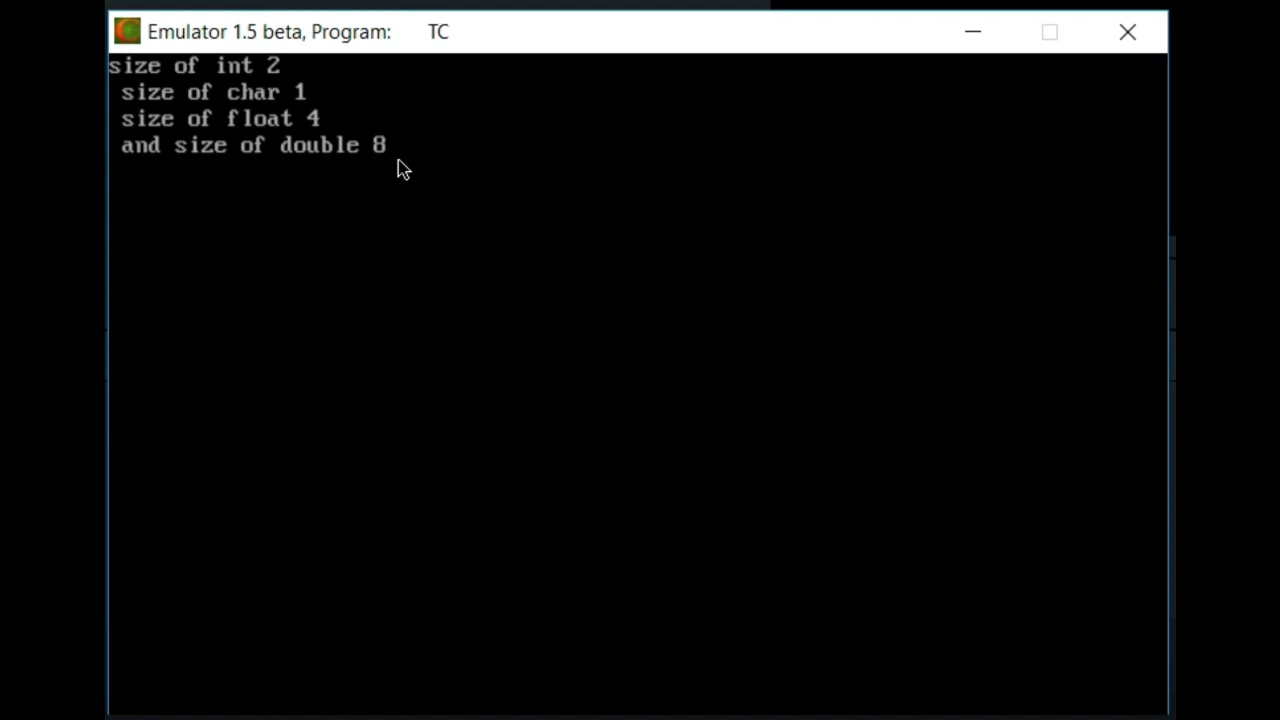 Emulator 1.5 beta, Program: TC
size of int 2
size of char 1
size of float 4
and size of double 8